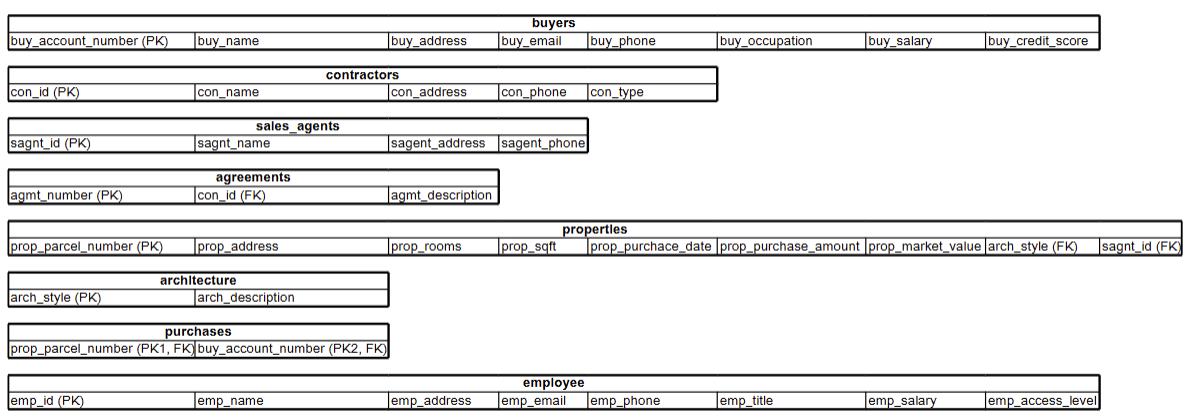 buyers
buy_account_number (PK) buy_name buy_address buy_email buy_phone buy_occupation buy_salary buy_credit_score
contractors
con_id (PK) con_name con_address con_phone con_type
sales_agents
sagnt_id (PK) sagnt_name sagent_address sagent_phone
agreements
agmt_number (PK) con_id (FK) agmt_description
properties
prop_parcel_number (PK) prop_address prop_rooms prop_sqft prop_purchace_date prop_purchase_amount prop_market_value arch_style (FK) sagnt_id (FK)
architecture
arch_style (PK) arch_description
purchases
prop_parcel_number (PK1, FK) buy_account_number (PK2, FK)
employee
emp_id (PK) emp_name emp_address emp_email emp_phone emp_title emp_salary emp_access_level